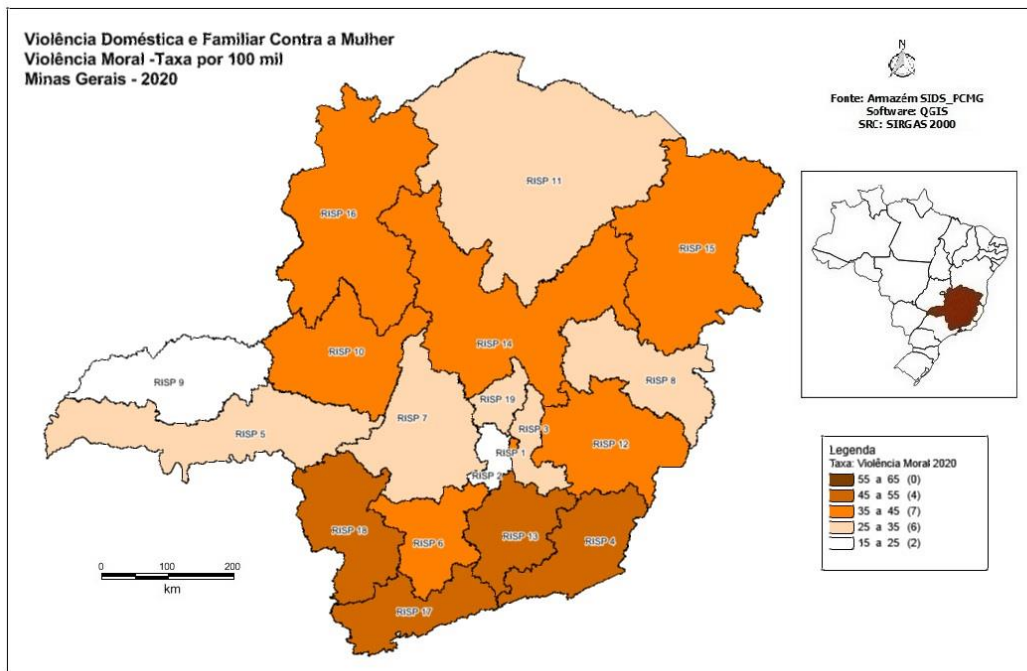 Violência Doméstica e Familiar Contra a Mulher
Violência Moral -Taxa por 100 mil
Minas Gerais - 2020
N
Fonte: Armazém SIDS_PCMG
Software: QGIS
SRC: SIRGAS 2000
RISP 11
RISP 16
RISP 15
RISP 14
RISP 10
RISP 9
RISP 8
RISP 7
RISP 19
RISP 3
RISP 5
RISP 12
RISP 1
RISP 2
RISP 18
RISP 6
RISP 13
RISP 4
RISP 17
0 100 200
km
Legenda
Taxa: Violência Moral 2020
55 a 65 (0)
45 a 55 (4)
35 a 45 (7)
25 a 35 (6)
15 a 25 (2)